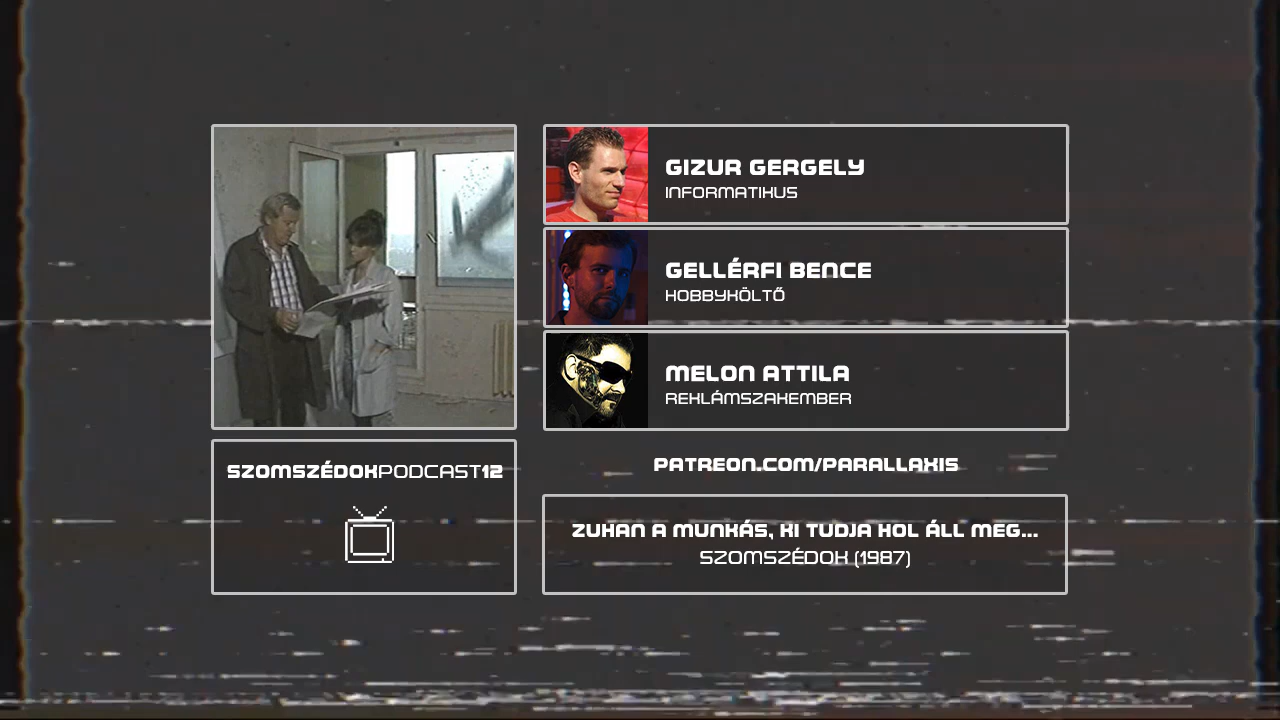 GIZUR GERGELY
INFORMATIKUS
GELLÉRFI BENCE
HOBBYKÖLTŐ
MELON ATTILA
REKLÁMSZAKEMBER
SZOMSZÉDOKPODCAST12
PATREON.COM/PARALLAXIS
ZUHAN A MUNKÁS, KI TUDJA HOL ÁLL MEG...
SZOMSZÉDOK (1987)